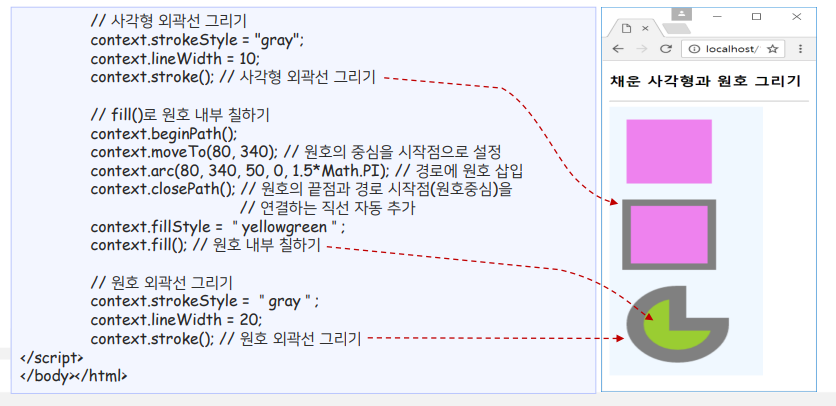 // 사각형 외곽선 그리기
context.strokeStyle = "gray";
context.lineWidth = 10;
context.stroke(); // 사각형 외곽선 그리기
// fill()로 원호 내부 칠하기
context.beginPath();
context.moveTo(80, 340); // 원호의 중심을 시작점으로 설정
context.arc(80, 340, 50, 0, 1.5*Math.PI); // 경로에 원호 삽입
context.closePath(); // 원호의 끝점과 경로 시작점(원호중심)을
// 연결하는 직선 자동 추가
context.fillStyle = "yellowgreen";
context.fill(); // 원호 내부 칠하기
// 원호 외곽선 그리기
context.strokeStyle = "gray";
context.lineWidth = 20;
context.stroke(); // 원호 외곽선 그리기
</script>
</body></html>
localhost/
채운 사각형과 원호 그리기